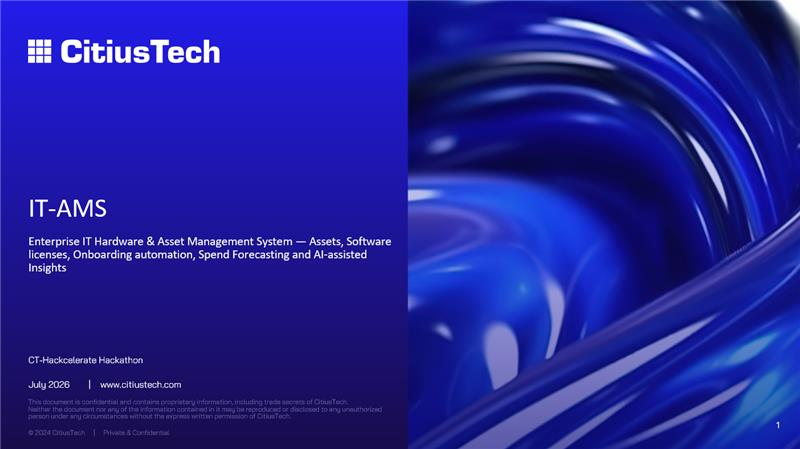 CitiusTech
IT-AMS
Enterprise IT Hardware & Asset Management System — Assets, Software
licenses, Onboarding automation, Spend Forecasting and AI-assisted
Insights
CT-Hackcelerate Hackathon
July 2026 | www.citiustech.com
This document is confidential and contains proprietary information, including trade secrets of CitiusTech.
Neither the document nor any of the information contained in it may be reproduced or disclosed to any unauthorized
person under any circumstances without the express written permission of CitiusTech.
© 2024 CitiusTech | Private & Confidential
1